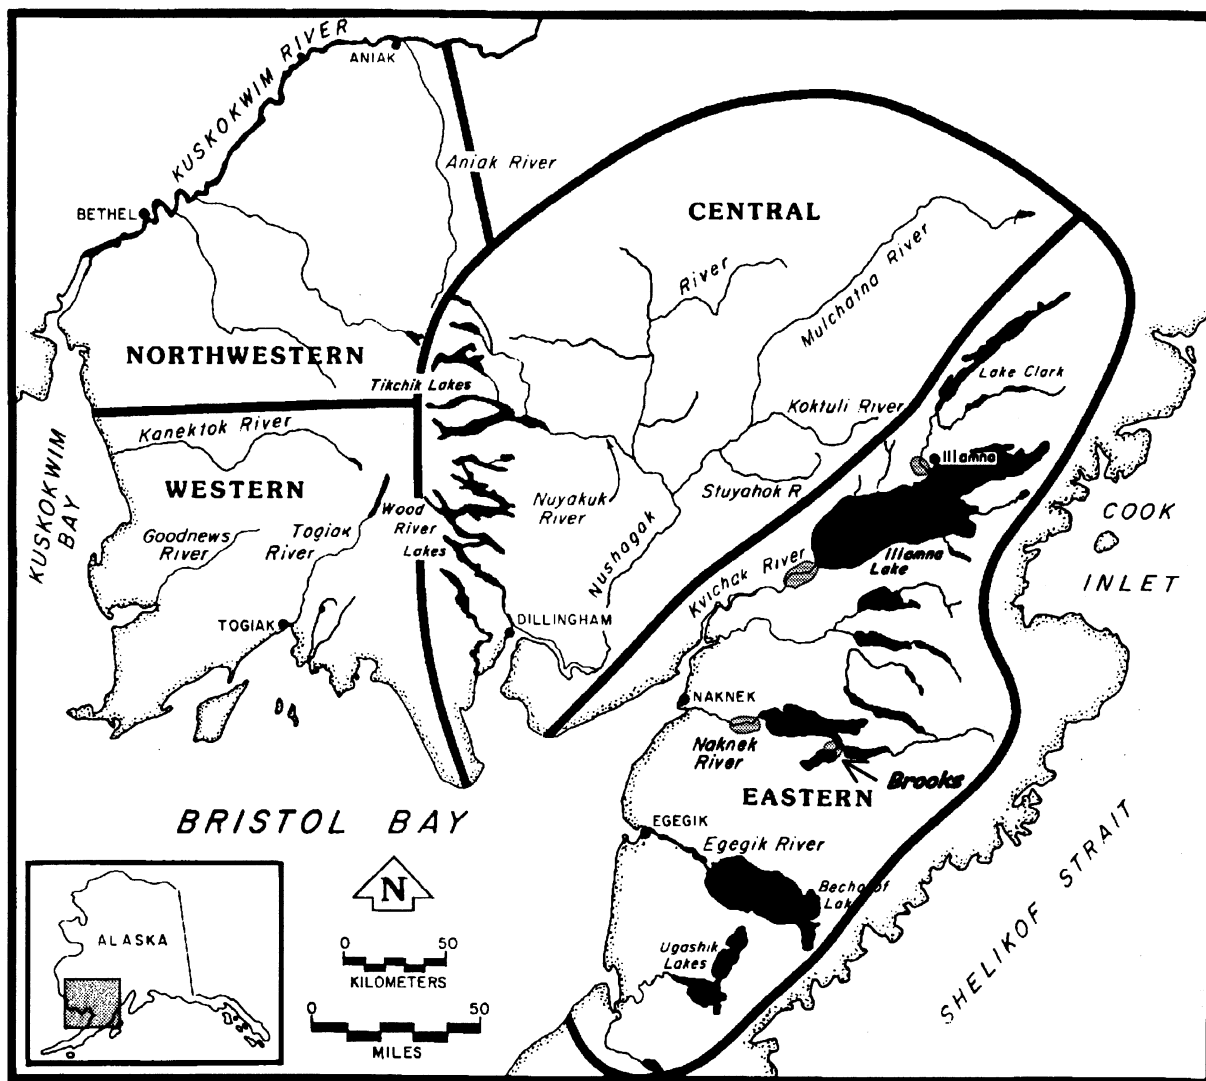 KUSKOKWIM RIVER
ANIAK
Aniak River
BETHEL
CENTRAL
River
Mulchatna River
NORTHWESTERN
Tikchik Lakes
Lake Clark
Kanektok River
Koktuli River
KUSKOKWIM
BAY
WESTERN
Iliamna
Stuyahok R
Nuyakuk
River
Wood
River
Lakes
Goodnews
River
Togiak
River
Nushagak
Iliamna
Lake
COOK
INLET
Kvichak River
TOGIAK
DILLINGHAM
NAKNEK
Naknek
River
Brooks
EASTERN
BRISTOL BAY
EGEGIK
Egegik River
Becharof
Lake
Ugashik
Lakes
SHELIKOF STRAIT
N
0 50
KILOMETERS
0 50
MILES
ALASKA